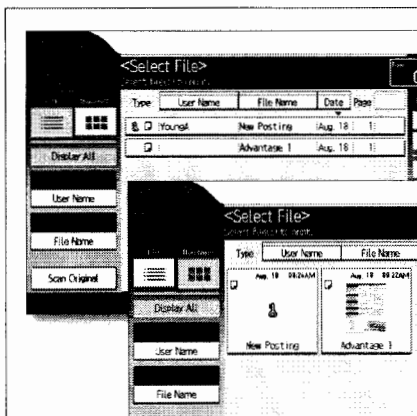 <Select File>
Type User Name File Name Date Page
YoungA New Posting Aug. 18 1
Advantage 1 Aug. 18 1
Display All
User Name
File Name
Scan Original
<Select File>
Type User Name File Name
Display All
User Name
File Name
Aug. 18 08:26AM Aug. 18 08:22AM
New Posting Advantage 1